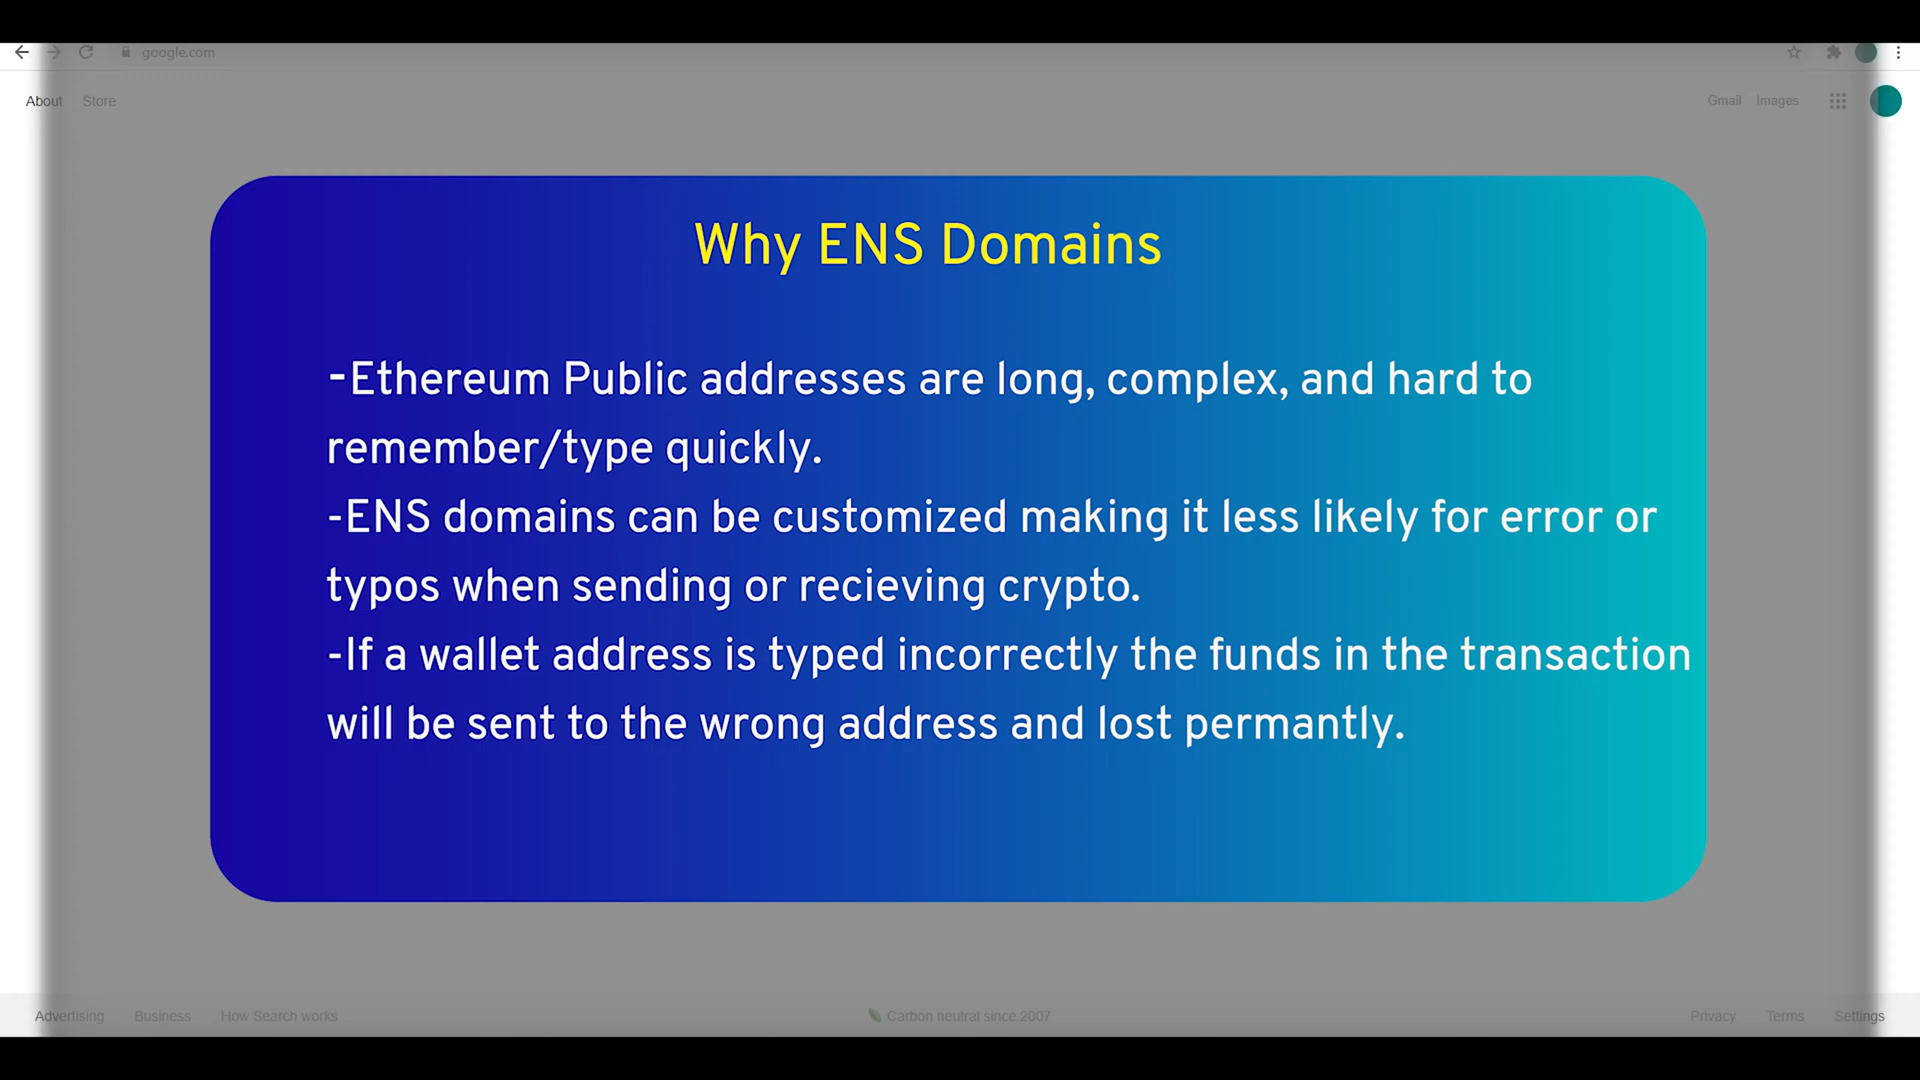 google.com
About Store
Gmail Images
Why ENS Domains
-Ethereum Public addresses are long, complex, and hard to
remember/type quickly.
-ENS domains can be customized making it less likely for error or
typos when sending or recieving crypto.
-If a wallet address is typed incorrectly the funds in the transaction
will be sent to the wrong address and lost permantly.
Advertising Business How Search works
Carbon neutral since 2007
Privacy Terms Settings